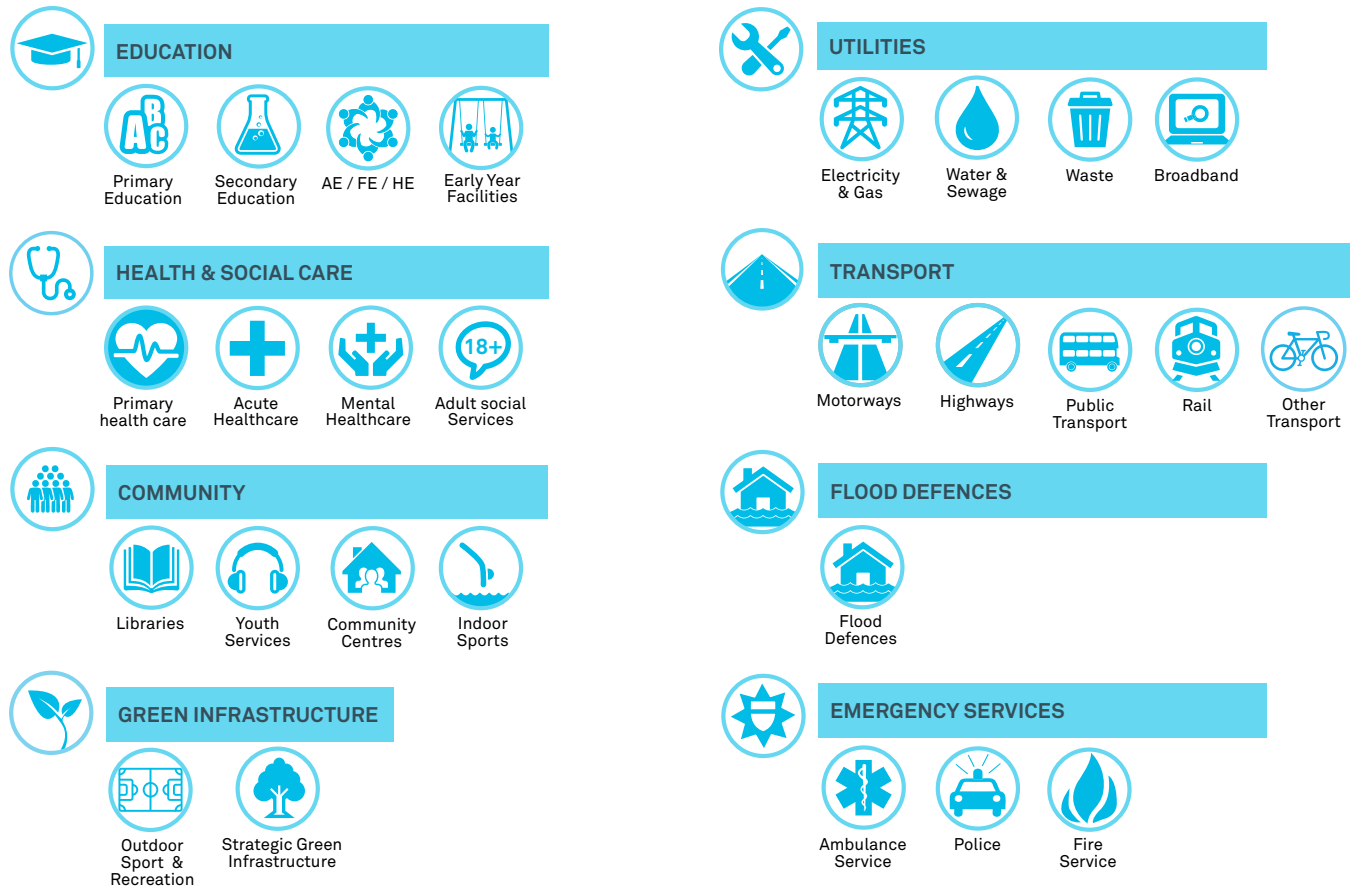 EDUCATION
Primary
Education
Secondary
Education
AE / FE / HE
Early Year
Facilities
ABC
HEALTH & SOCIAL CARE
18+
Primary
health care
Acute
Healthcare
Mental
Healthcare
Adult social
Services
COMMUNITY
Libraries
Youth
Services
Community
Centres
Indoor
Sports
GREEN INFRASTRUCTURE
Outdoor
Sport &
Recreation
Strategic Green
Infrastructure
UTILITIES
Electricity
& Gas
Water &
Sewage
Waste
Broadband
TRANSPORT
Motorways
Highways
Public
Transport
Rail
Other
Transport
FLOOD DEFENCES
Flood
Defences
EMERGENCY SERVICES
Ambulance
Service
Police
Fire
Service